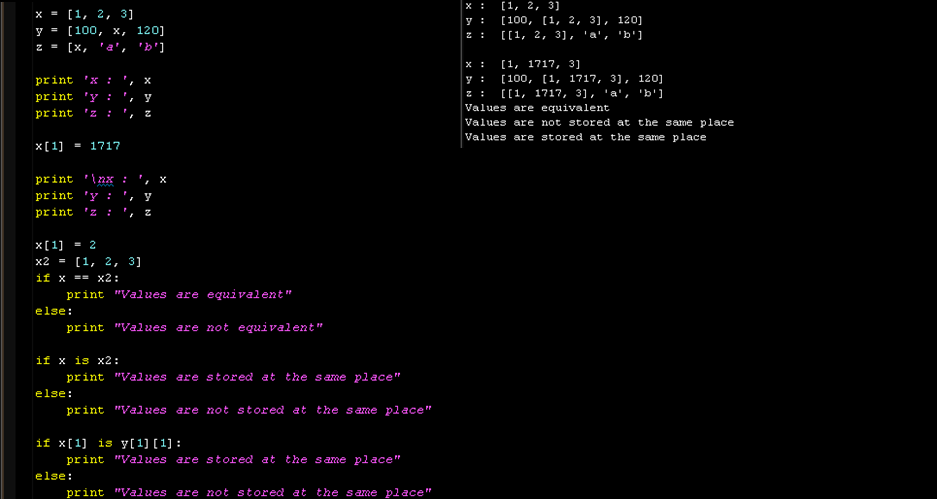 x = [1, 2, 3]
y = [100, x, 120]
z = [x, 'a', 'b']
print 'x : ', x
print 'y : ', y
print 'z : ', z
x[1] = 1717
print '\nx : ', x
print 'y : ', y
print 'z : ', z
x[1] = 2
x2 = [1, 2, 3]
if x == x2:
    print "Values are equivalent"
else:
    print "Values are not equivalent"
if x is x2:
    print "Values are stored at the same place"
else:
    print "Values are not stored at the same place"
if x[1] is y[1][1]:
    print "Values are stored at the same place"
else:
    print "Values are not stored at the same place"
x :  [1, 2, 3]
y :  [100, [1, 2, 3], 120]
z :  [[1, 2, 3], 'a', 'b']
x :  [1, 1717, 3]
y :  [100, [1, 1717, 3], 120]
z :  [[1, 1717, 3], 'a', 'b']
Values are equivalent
Values are not stored at the same place
Values are stored at the same place